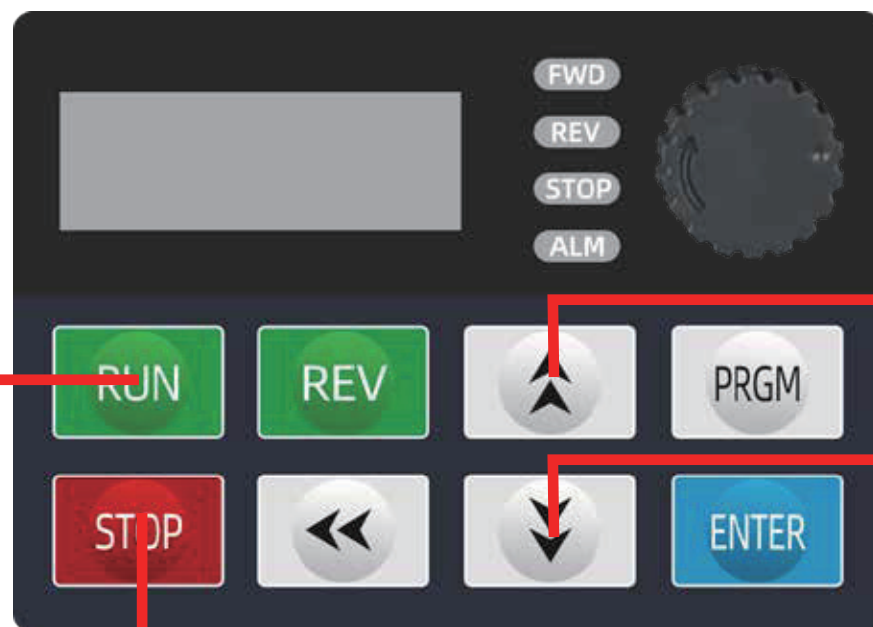 FWD
REV
STOP
ALM
RUN REV PRGM
STOP ENTER